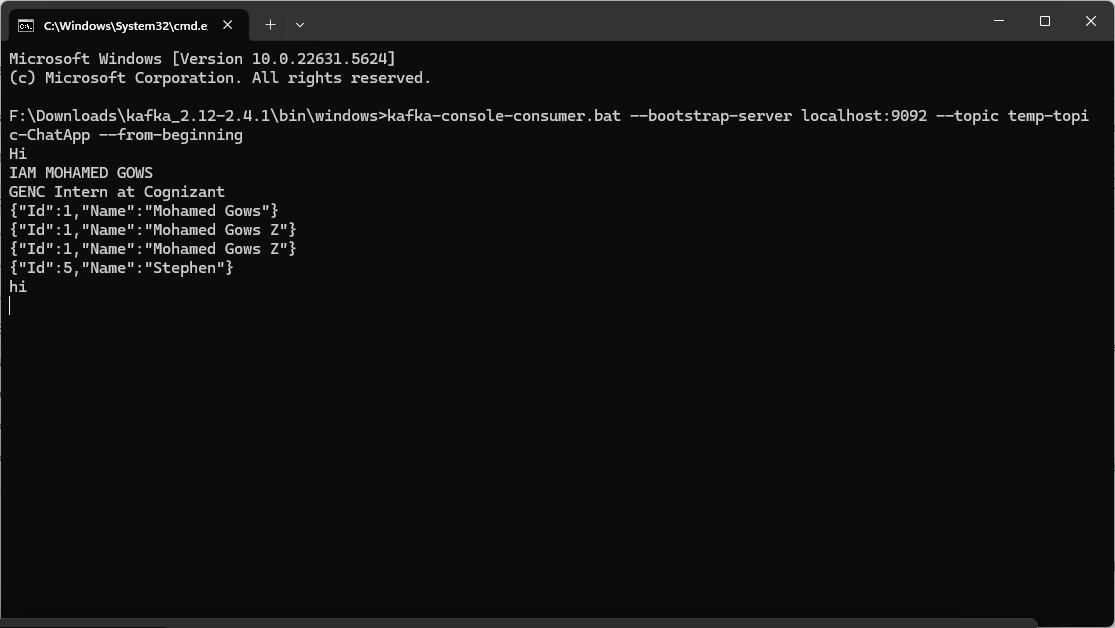 C:\Windows\System32\cmd.e
Microsoft Windows [Version 10.0.22631.5624]
(c) Microsoft Corporation. All rights reserved.
F:\Downloads\kafka_2.12-2.4.1\bin\windows>kafka-console-consumer.bat --bootstrap-server localhost:9092 --topic temp-topi
c-ChatApp --from-beginning
Hi
IAM MOHAMED GOWS
GENC Intern at Cognizant
{"Id":1,"Name":"Mohamed Gows"}
{"Id":1,"Name":"Mohamed Gows Z"}
{"Id":1,"Name":"Mohamed Gows Z"}
{"Id":5,"Name":"Stephen"}
hi